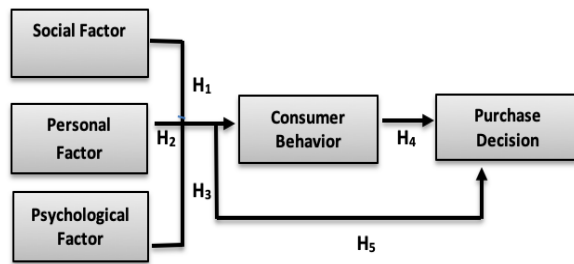 Social Factor
H1
Personal
Factor
H2
H3
Psychological
Factor
Consumer
Behavior
H4
Purchase
Decision
H5